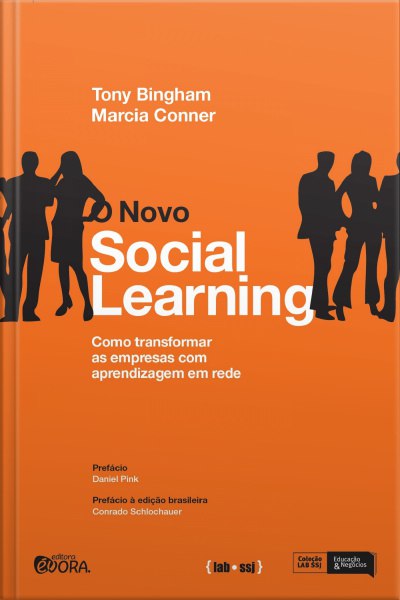 Tony Bingham
Marcia Conner
O Novo
Social
Learning
Como transformar
as empresas com
aprendizagem em rede
Prefácio
Daniel Pink
Prefácio à edição brasileira
Conrado Schlochauer
editora
ÉVORA.
{lab•ssj}
Coleção
LAB SSJ
Educação
& Negócios